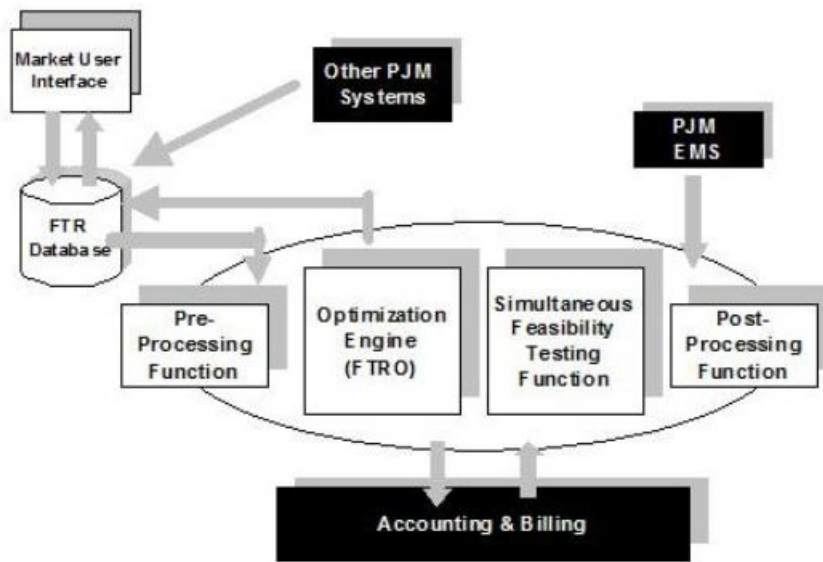 Market User
Interface
Other PJM
Systems
PJM
EMS
FTR
Database
Pre-
Processing
Function
Optimization
Engine
(FTRO)
Simultaneous
Feasibility
Testing
Function
Post-
Processing
Function
Accounting & Billing